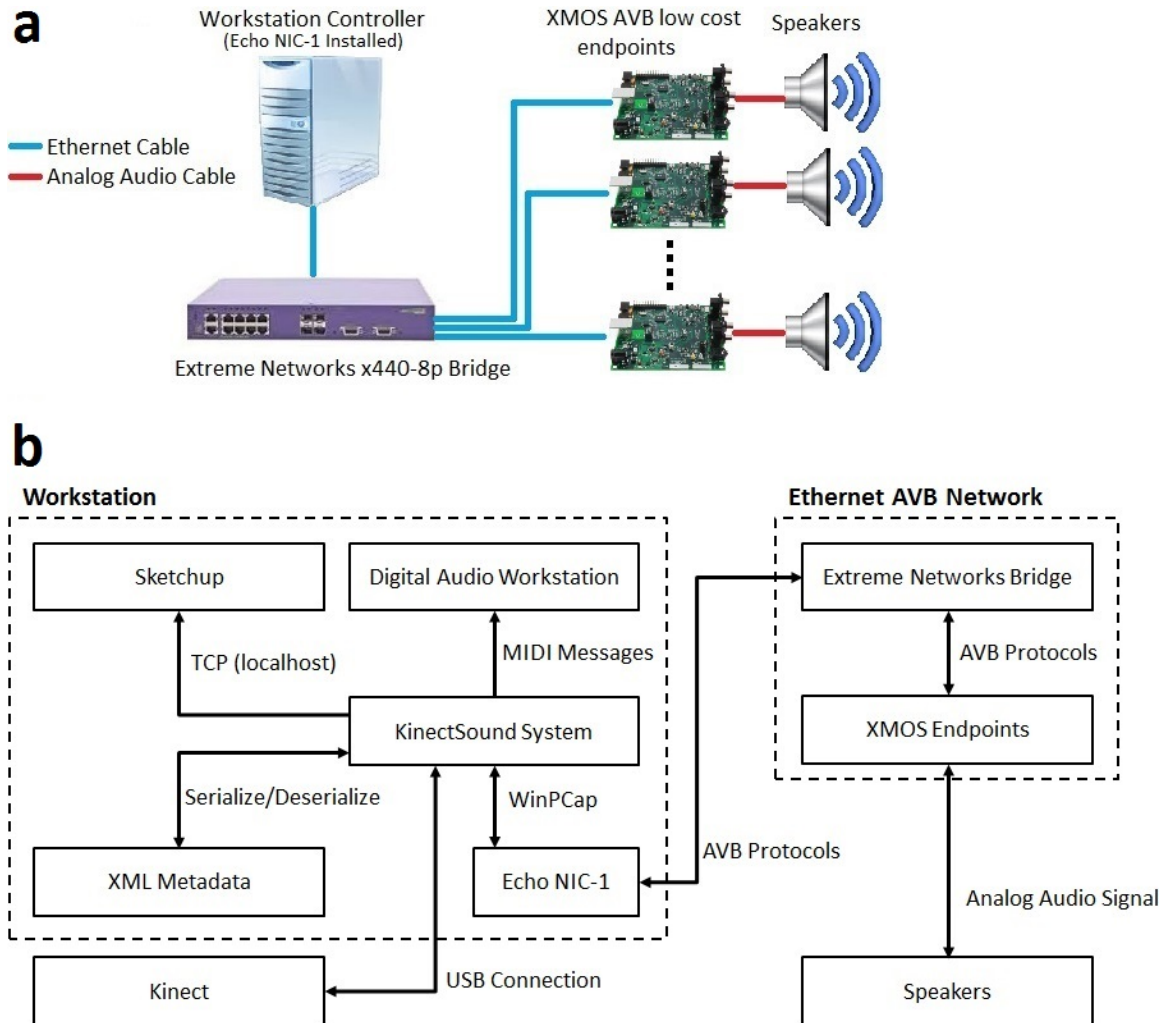 a
Workstation Controller
(Echo NIC-1 Installed)
XMOS AVB low cost
endpoints
Speakers
Ethernet Cable
Analog Audio Cable
Extreme Networks x440-8p Bridge
b
Workstation
Ethernet AVB Network
Sketchup
Digital Audio Workstation
Extreme Networks Bridge
TCP (localhost)
MIDI Messages
AVB Protocols
KinectSound System
XMOS Endpoints
Serialize/Deserialize
WinPCap
AVB Protocols
XML Metadata
Echo NIC-1
Analog Audio Signal
Kinect
USB Connection
Speakers